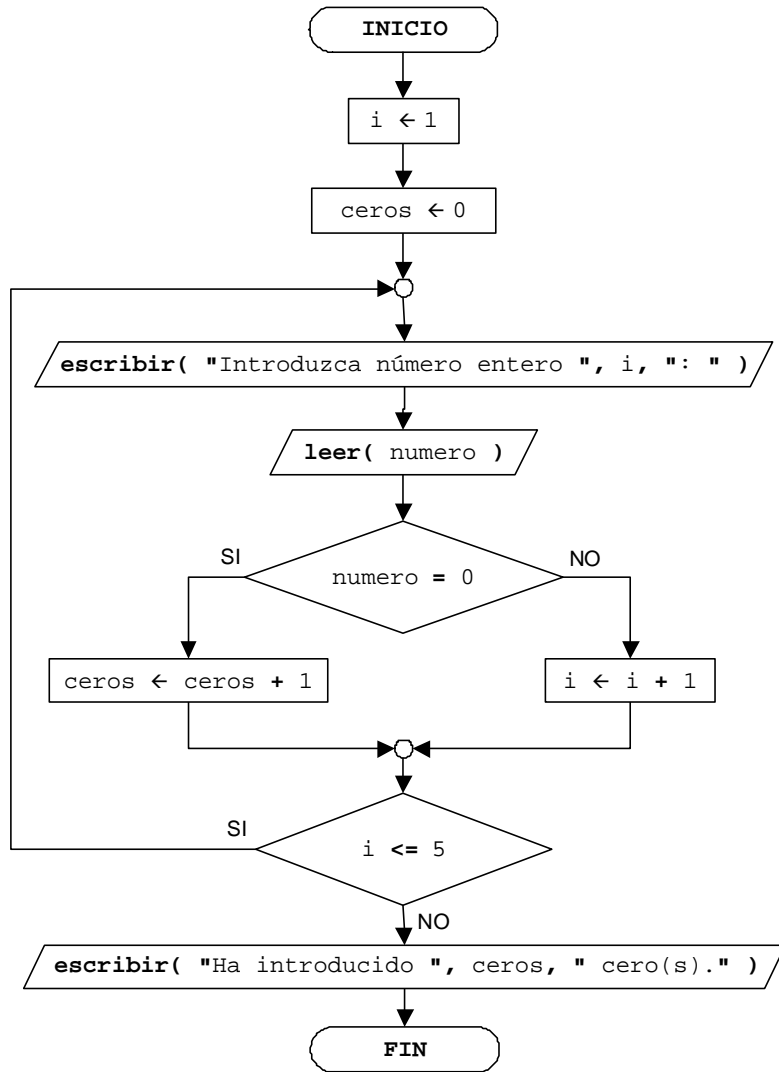 INICIO
i ← 1
ceros ← 0
escribir( "Introduzca número entero ", i, ": " )
leer( numero )
SI
NO
numero = 0
ceros ← ceros + 1
i ← i + 1
SI
i <= 5
NO
escribir( "Ha introducido ", ceros, " cero(s)." )
FIN